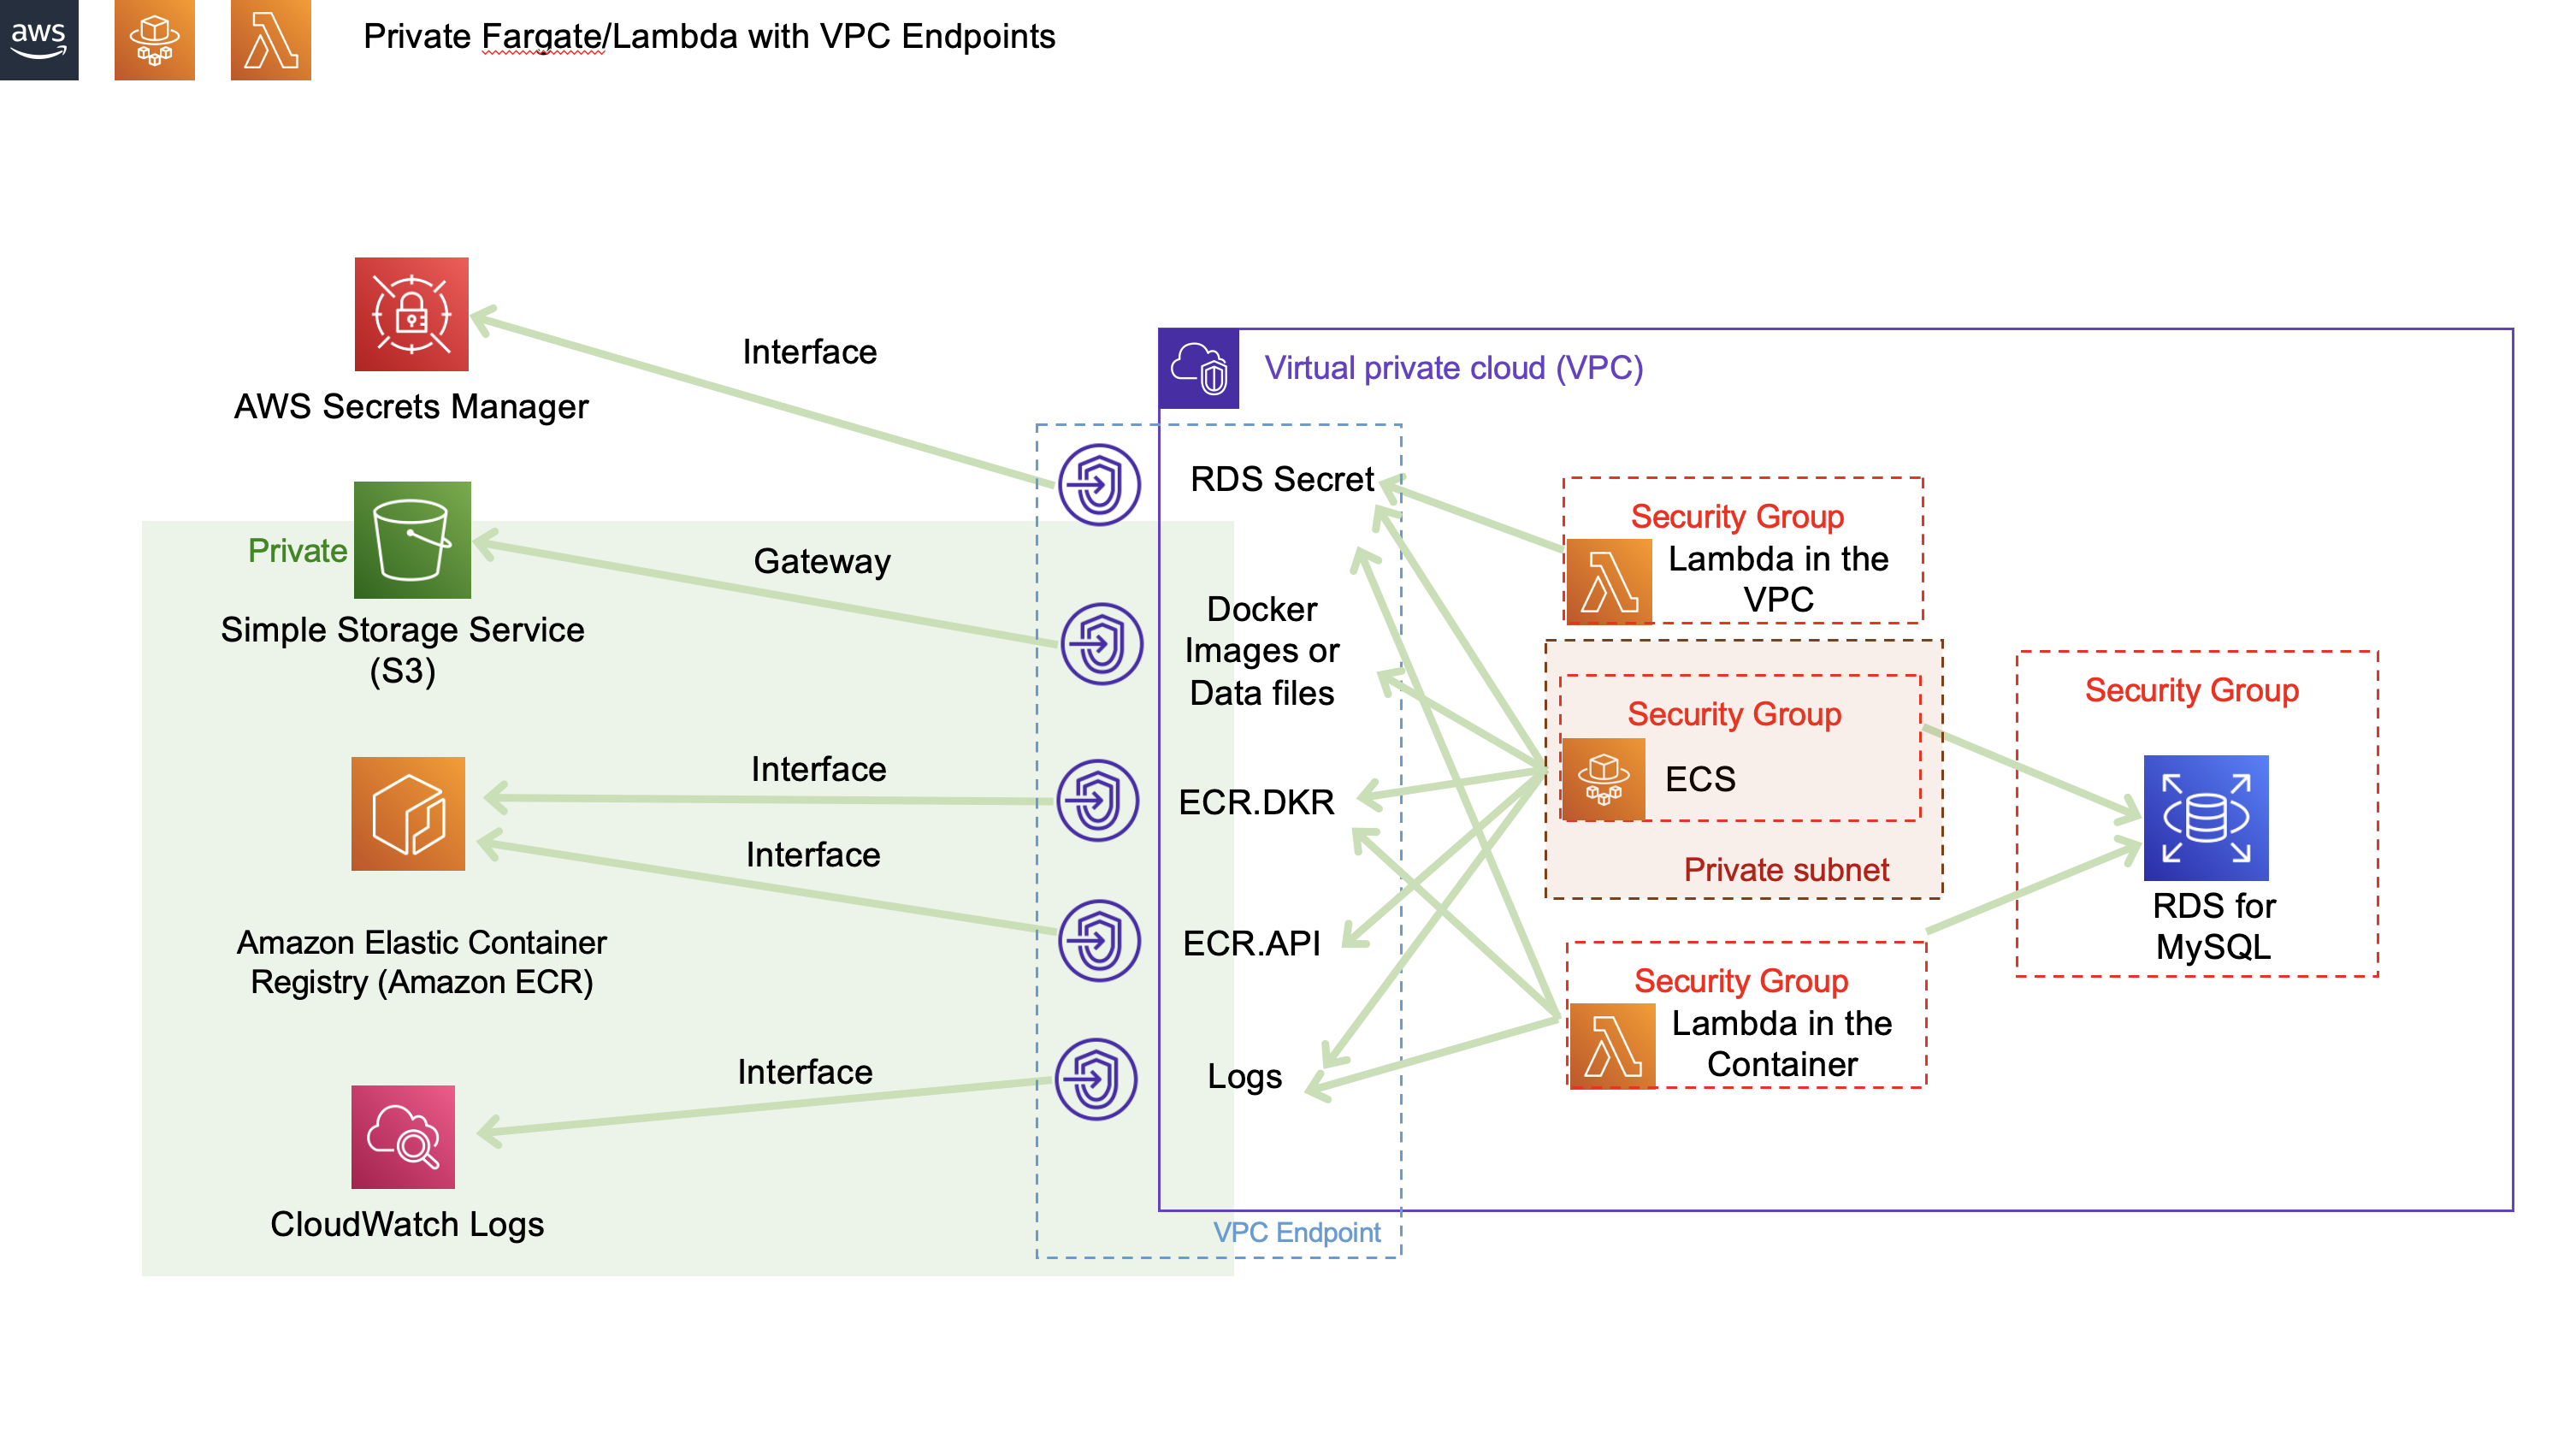 aws
Private Fargate/Lambda with VPC Endpoints
AWS Secrets Manager
Interface
Virtual private cloud (VPC)
Private
Simple Storage Service
(S3)
Gateway
RDS Secret
Docker
Images or
Data files
Security Group
Lambda in the
VPC
Interface
Interface
ECR.DKR
Security Group
ECS
Private subnet
Security Group
RDS for
MySQL
Amazon Elastic Container
Registry (Amazon ECR)
ECR.API
Security Group
Lambda in the
Container
Interface
Logs
CloudWatch Logs
VPC Endpoint